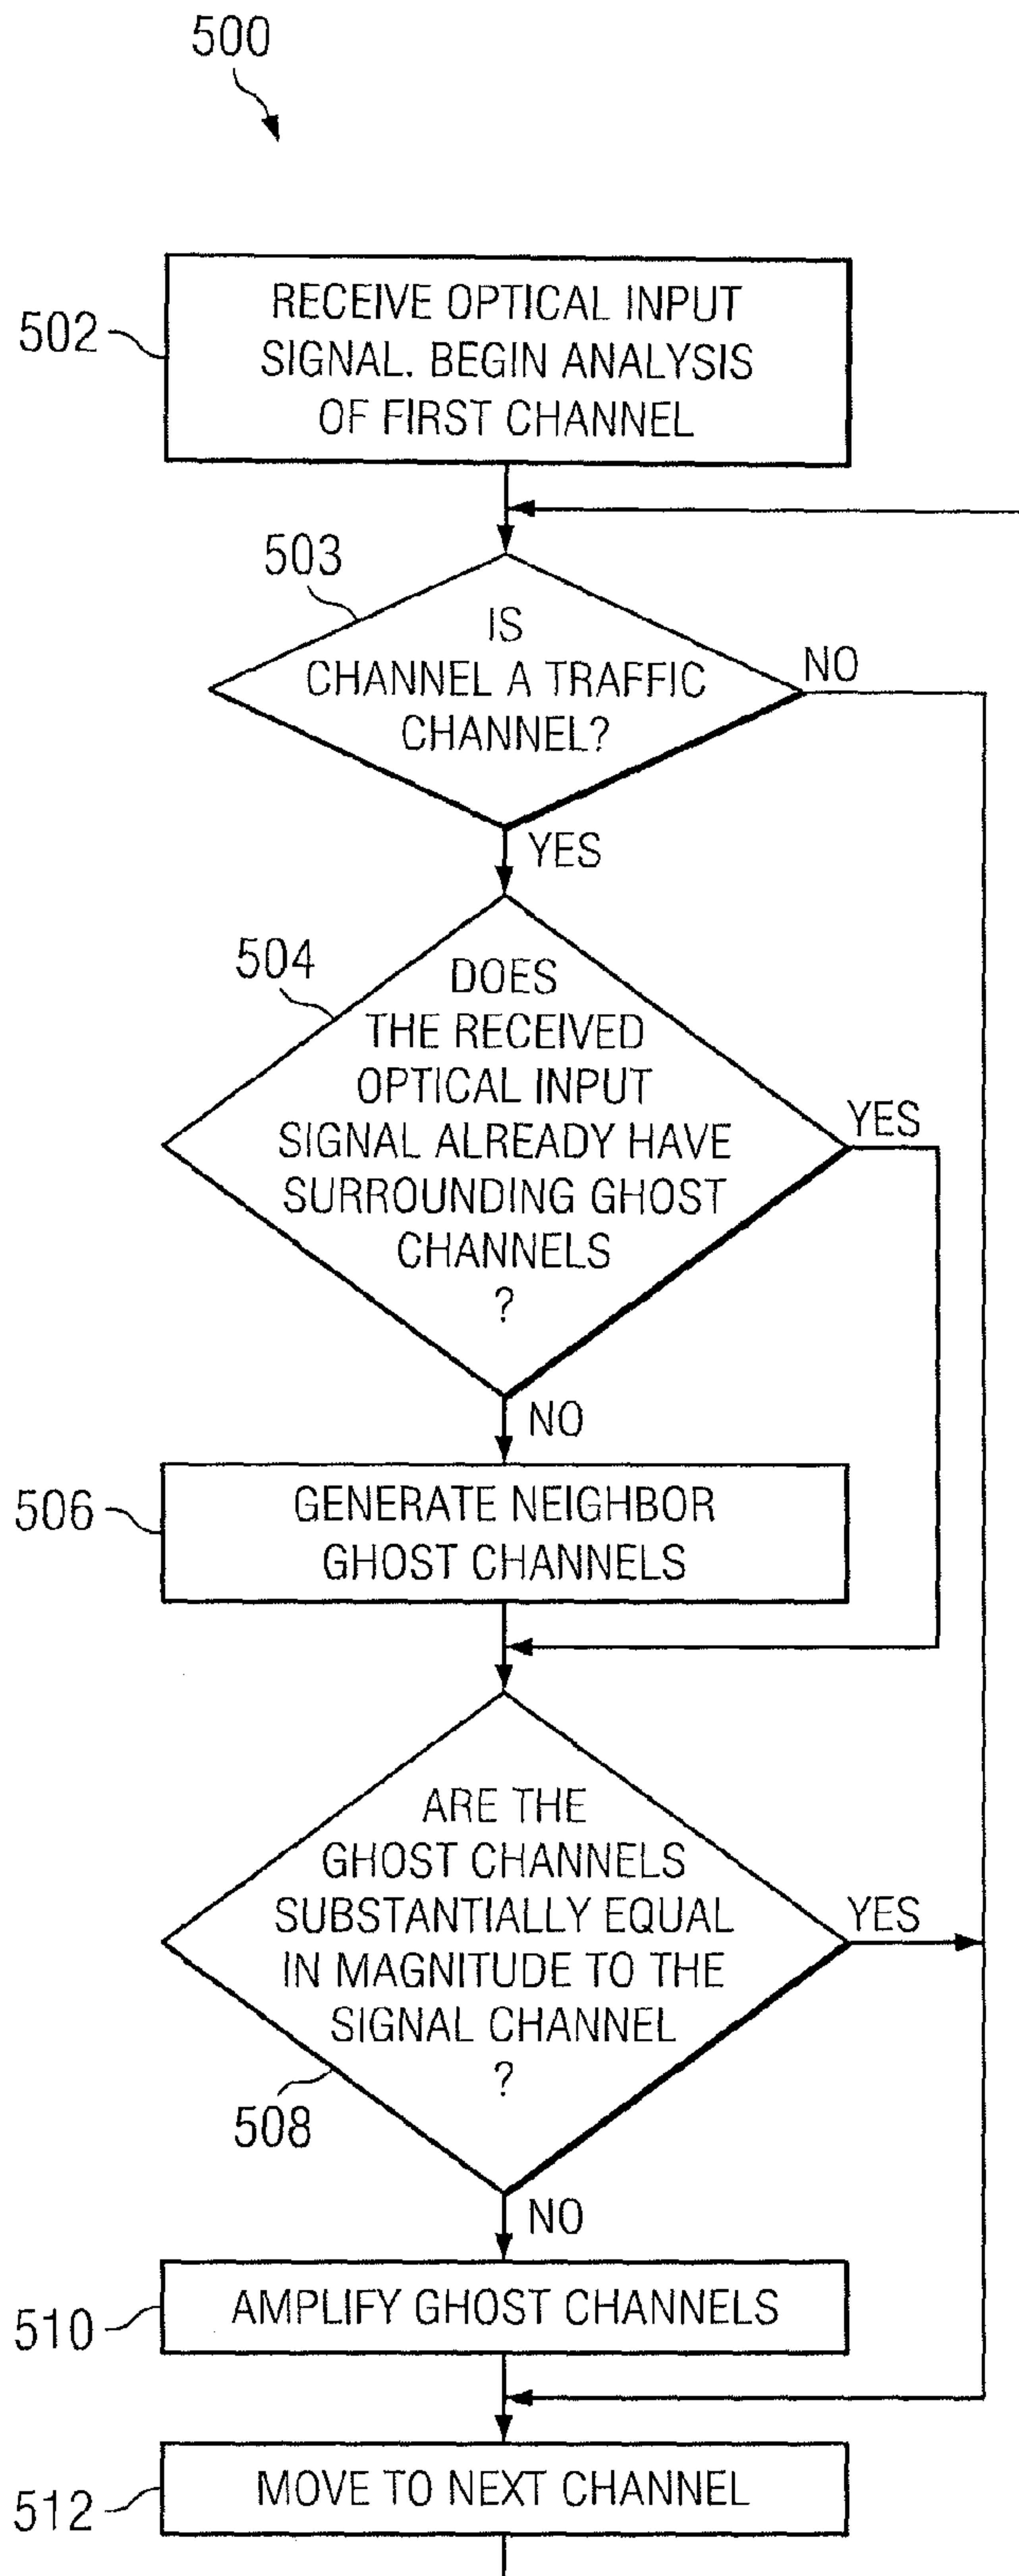 500
502
RECEIVE OPTICAL INPUT
SIGNAL. BEGIN ANALYSIS
OF FIRST CHANNEL
503
IS
CHANNEL A TRAFFIC
CHANNEL?
NO
YES
504
DOES
THE RECEIVED
OPTICAL INPUT
SIGNAL ALREADY HAVE
SURROUNDING GHOST
CHANNELS
?
YES
NO
506
GENERATE NEIGHBOR
GHOST CHANNELS
ARE THE
GHOST CHANNELS
SUBSTANTIALLY EQUAL
IN MAGNITUDE TO THE
SIGNAL CHANNEL
?
YES
508
NO
510
AMPLIFY GHOST CHANNELS
512
MOVE TO NEXT CHANNEL